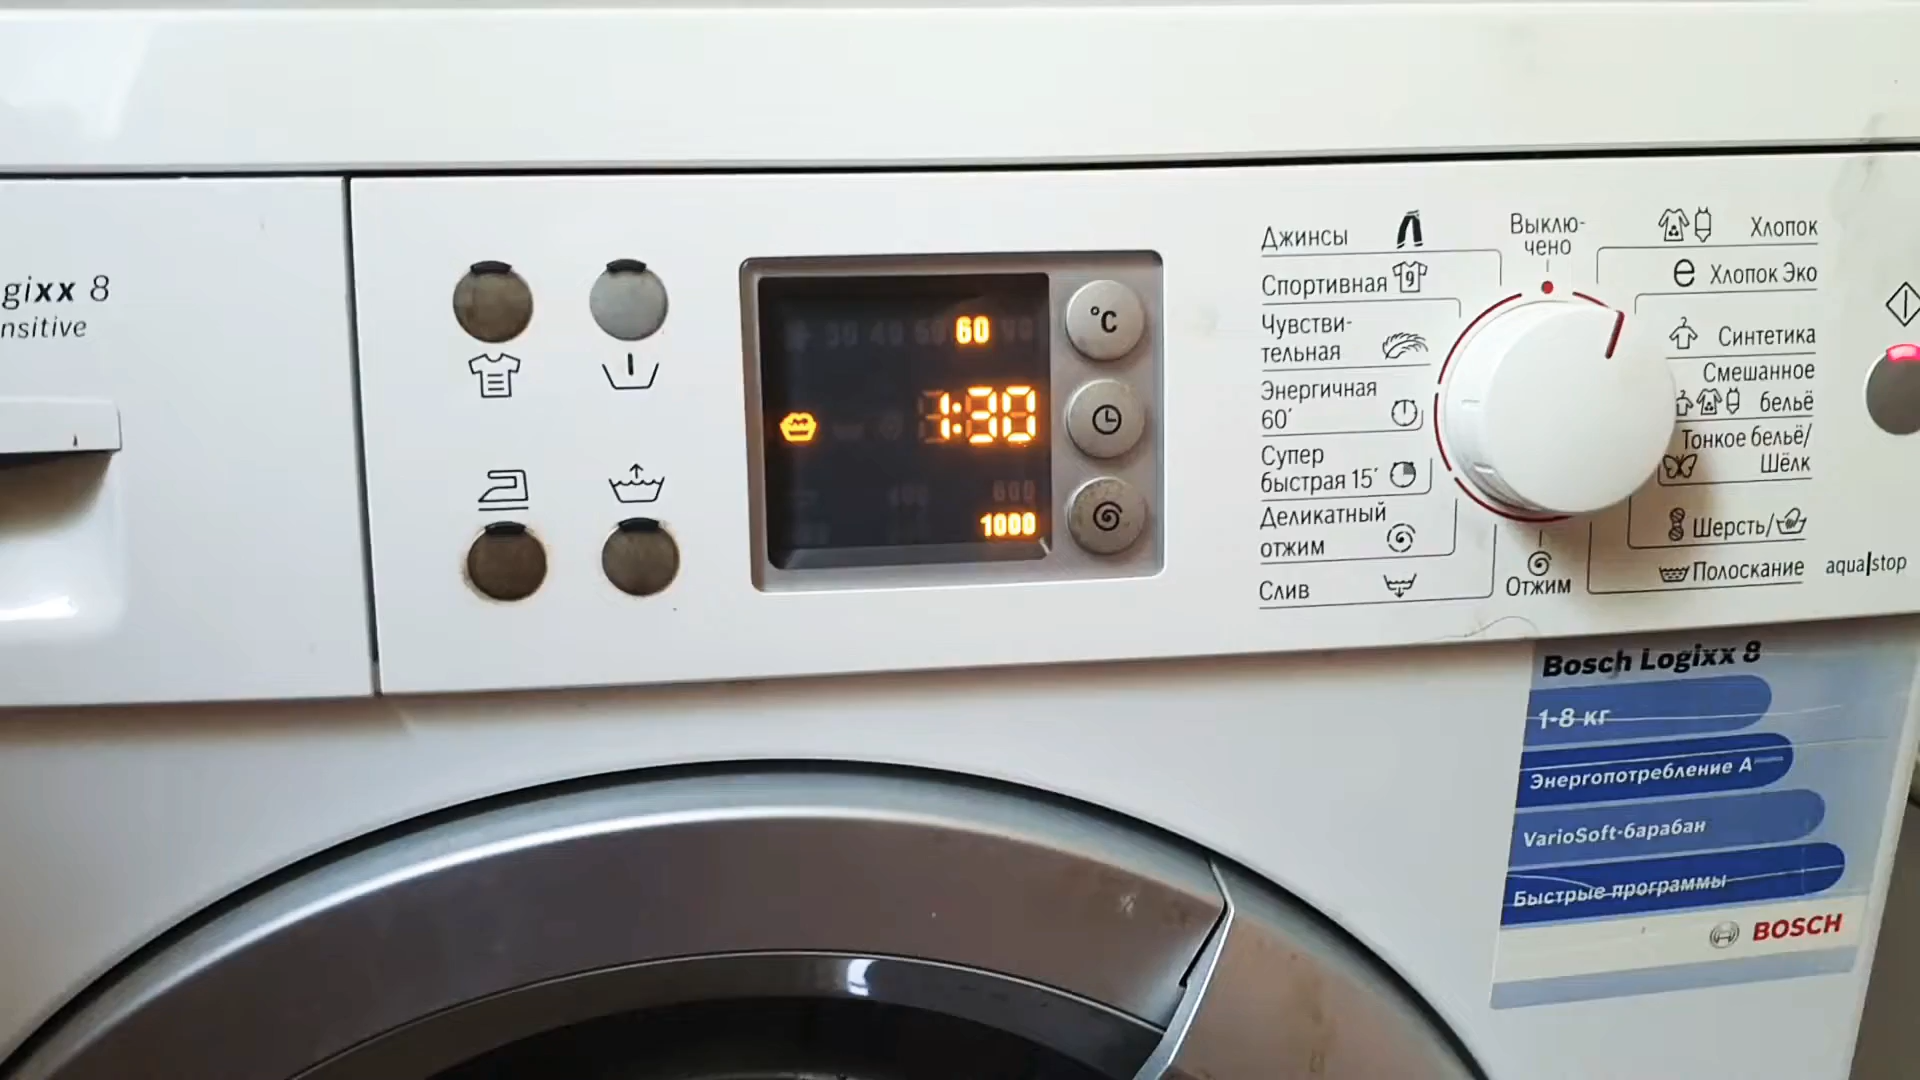 gixx 8
nsitive
60
1:30
600
1000
°C
Джинсы
Спортивная 9
Чувстви-
тельная
Энергичная
60′
Супер
быстрая 15′
Деликатный
отжим
Слив
Выклю-
чено
Отжим
Хлопок
e Хлопок Эко
Синтетика
Смешанное
бельё
Тонкое бельё/
Шёлк
Шерсть/
Полоскание
aqua|stop
Bosch Logixx 8
1-8 кг
Энергопотребление A
VarioSoft-барабан
Быстрые программы
BOSCH